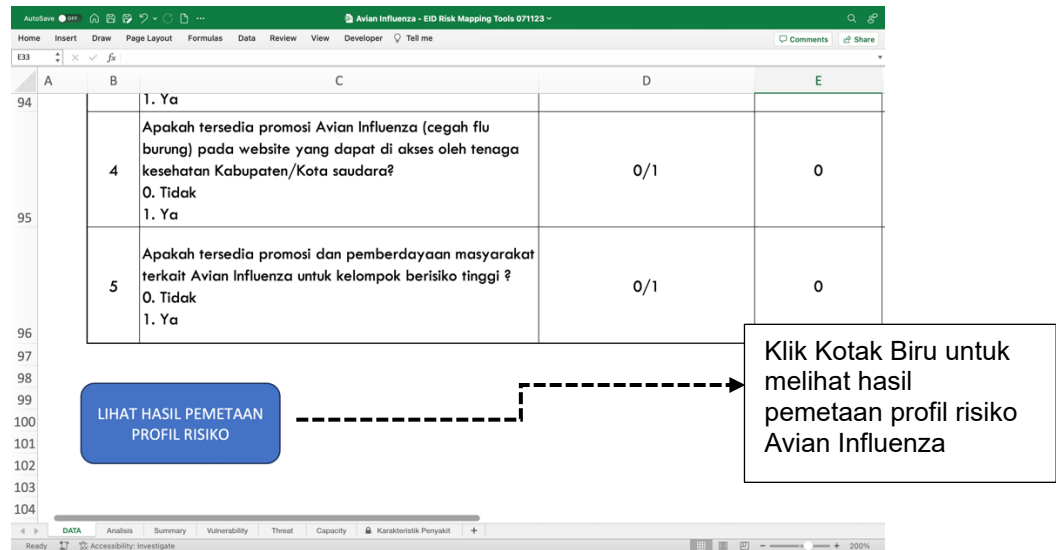 AutoSave OFF
Avian Influenza - EID Risk Mapping Tools 071123
Home Insert Draw Page Layout Formulas Data Review View Developer Tell me Comments Share
E33 fx
A B C D E
94 1. Ya
Apakah tersedia promosi Avian Influenza (cegah flu
burung) pada website yang dapat di akses oleh tenaga
4 kesehatan Kabupaten/Kota saudara? 0/1 0
0. Tidak
95 1. Ya
Apakah tersedia promosi dan pemberdayaan masyarakat
terkait Avian Influenza untuk kelompok berisiko tinggi ?
5 0. Tidak 0/1 0
1. Ya
96
97
98
99
100
101
102
103
104
LIHAT HASIL PEMETAAN
PROFIL RISIKO
Klik Kotak Biru untuk
melihat hasil
pemetaan profil risiko
Avian Influenza
DATA Analisis Summary Vulnerability Threat Capacity Karakteristik Penyakit +
Ready Accessibility: Investigate 200%